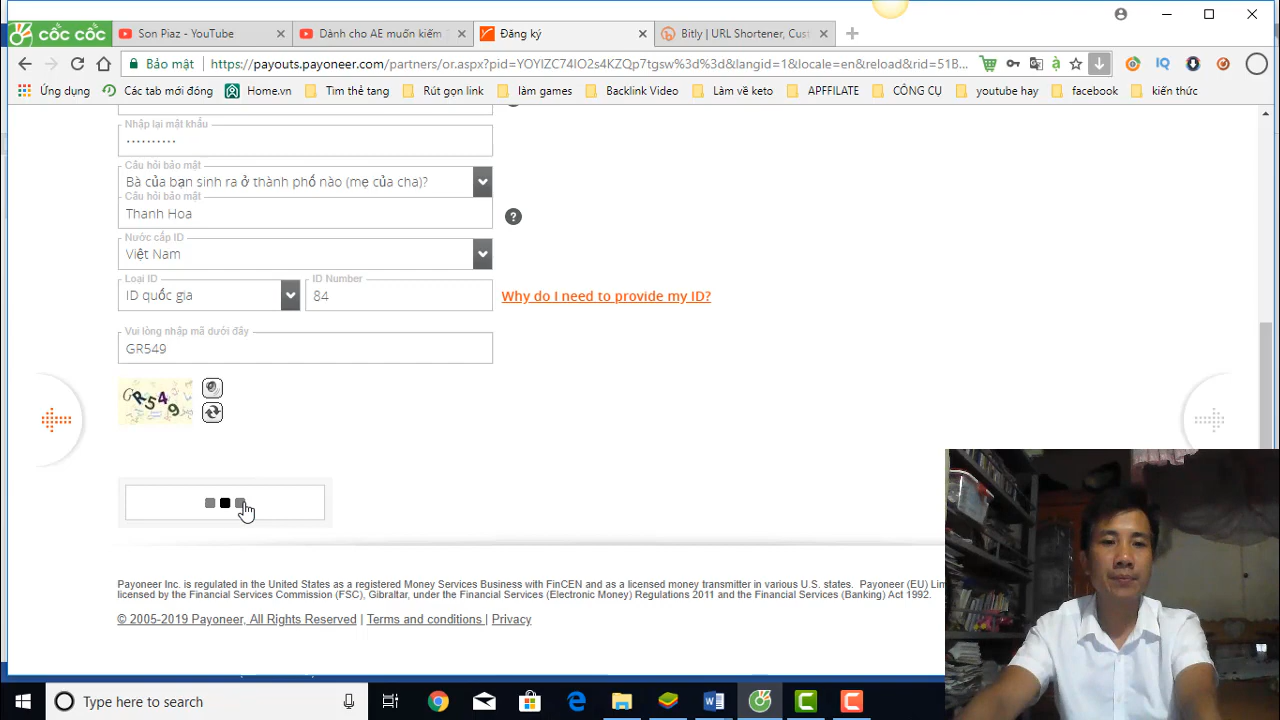 cốc cốc
Son Piaz - YouTube
Dành cho AE muốn kiếm T
Đăng ký
Bitly | URL Shortener, Cust
Bảo mật
https://payouts.payoneer.com/partners/or.aspx?pid=YOYIZC74IO2s4KZQp7tgsw%3d%3d&langid=1&locale=en&reload&rid=51B...
Ứng dụng
Các tab mới đóng
Home.vn
Tìm thẻ tang
Rút gọn link
làm games
Backlink Video
Làm về keto
APFFILATE
CÔNG CỤ
youtube hay
facebook
kiến thức
Nhập lại mật khẩu
••••••••••
Câu hỏi bảo mật
Bà của bạn sinh ra ở thành phố nào (mẹ của cha)?
Câu hỏi bảo mật
Thanh Hoa
Nước cấp ID
Việt Nam
Loại ID
ID quốc gia
ID Number
84
Why do I need to provide my ID?
Vui lòng nhập mã dưới đây
GR549
GR549
Payoneer Inc. is regulated in the United States as a registered Money Services Business with FinCEN and as a licensed money transmitter in various U.S. states. Payoneer (EU) Lim
licensed by the Financial Services Commission (FSC), Gibraltar, under the Financial Services (Electronic Money) Regulations 2011 and the Financial Services (Banking) Act 1992.
© 2005-2019 Payoneer, All Rights Reserved | Terms and conditions | Privacy
Type here to search